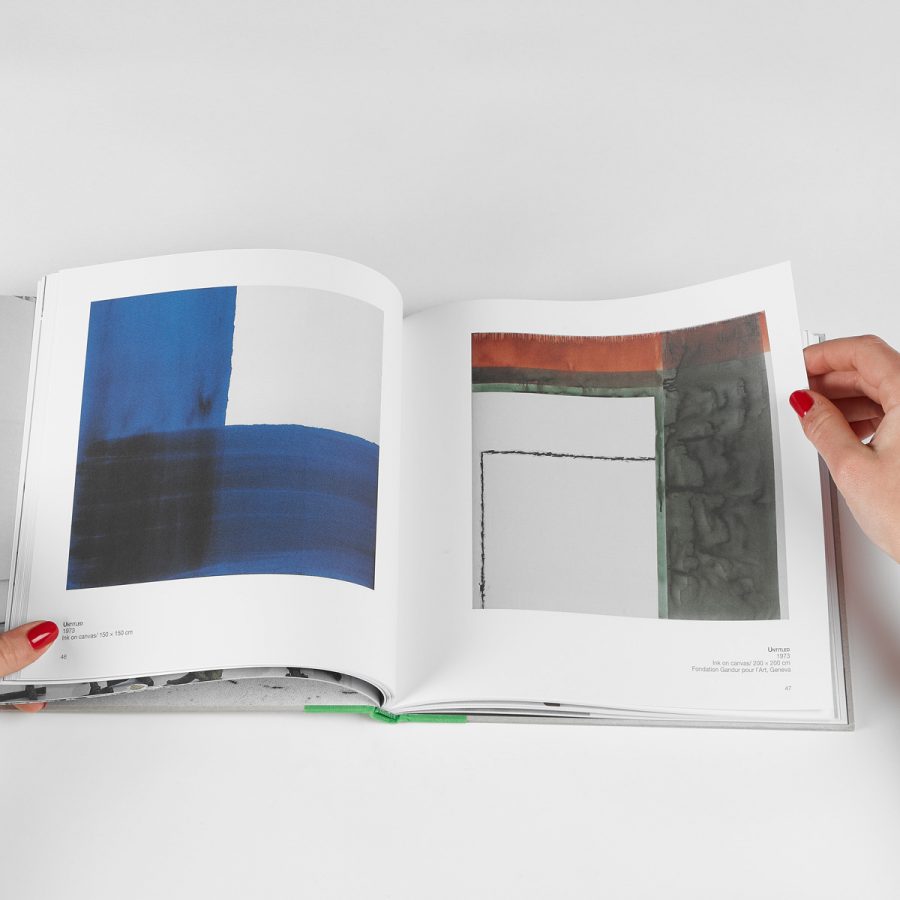 Untitled
1973
Ink on canvas/ 150 × 150 cm
46
Untitled
1973
Ink on canvas/ 200 × 200 cm
Fondation Gandur pour l'Art, Geneva
47